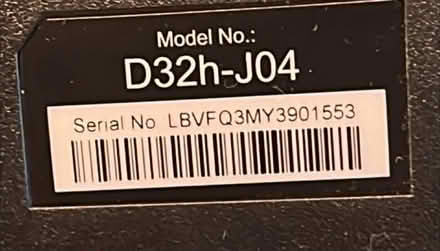 Model No.:
D32h-J04
Serial No LBVFQ3MY3901553